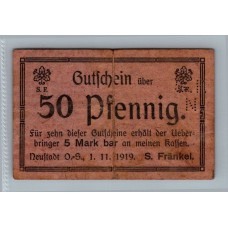 Gutschein über
S. F. S. F.
50 Pfennig.
Für zehn dieser Gutscheine erhält der Ueber-
bringer 5 Mark bar an meinen Kassen.
Neustadt O.-S., 1. 11. 1919. S. Fränkel.